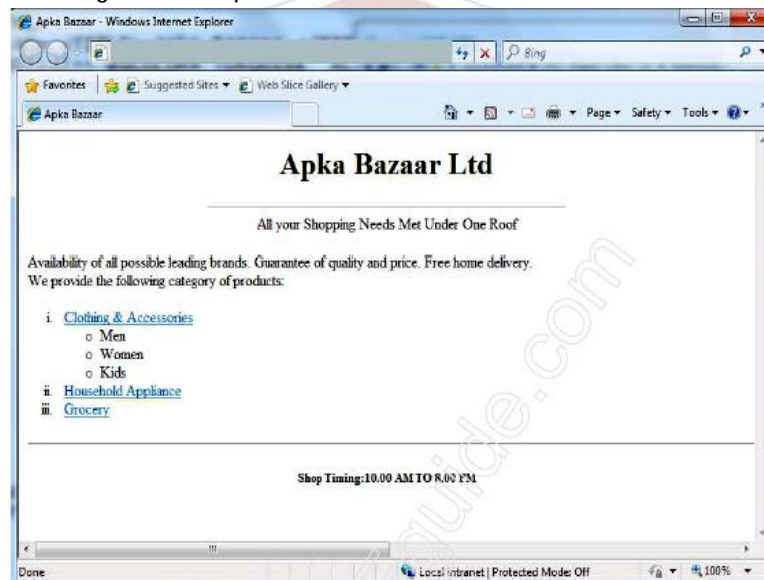 Apka Bazaar - Windows Internet Explorer
Bing
Favorites Suggested Sites ▾ Web Slice Gallery ▾
Apka Bazaar Page ▾ Safety ▾ Tools ▾
Apka Bazaar Ltd
All your Shopping Needs Met Under One Roof
Availability of all possible leading brands. Guarantee of quality and price. Free home delivery.
We provide the following category of products:
i. Clothing & Accessories
o Men
o Women
o Kids
ii. Household Appliance
iii. Grocery
Shop Timing:10.00 AM TO 8.00 PM
Done Local intranet | Protected Mode: Off 100%